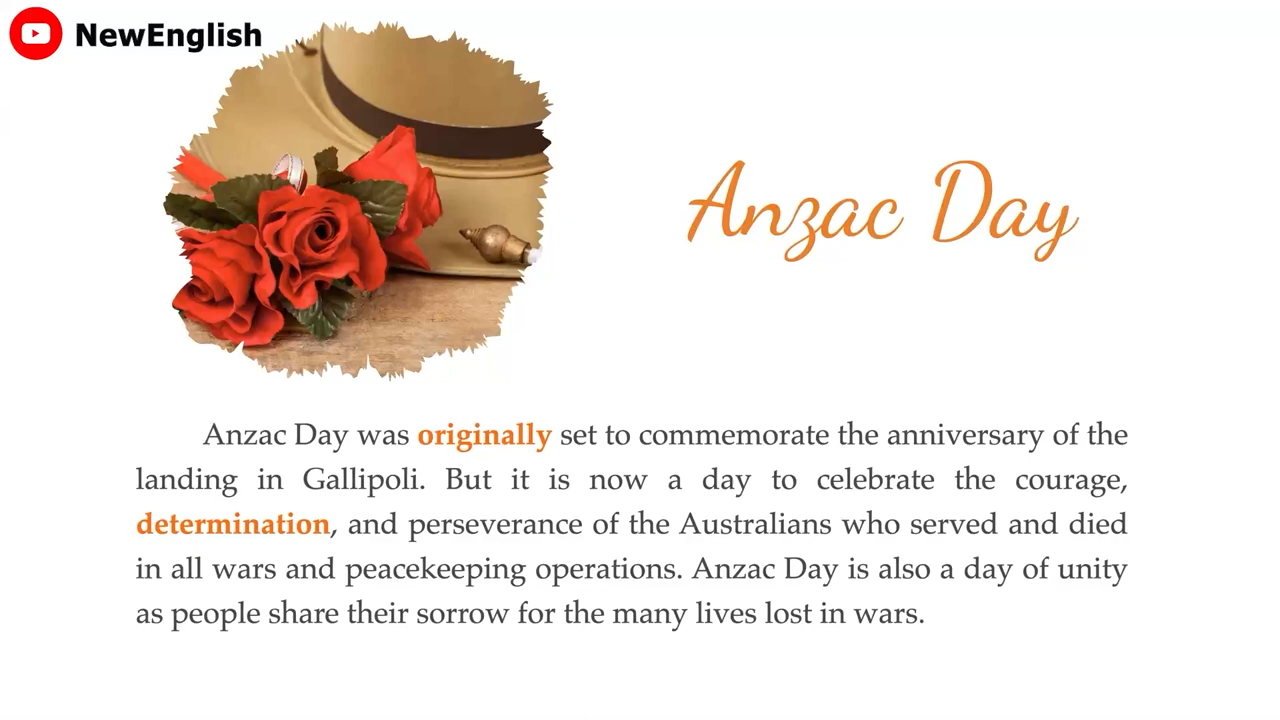 NewEnglish
Anzac Day
Anzac Day was originally set to commemorate the anniversary of the
landing in Gallipoli. But it is now a day to celebrate the courage,
determination, and perseverance of the Australians who served and died
in all wars and peacekeeping operations. Anzac Day is also a day of unity
as people share their sorrow for the many lives lost in wars.